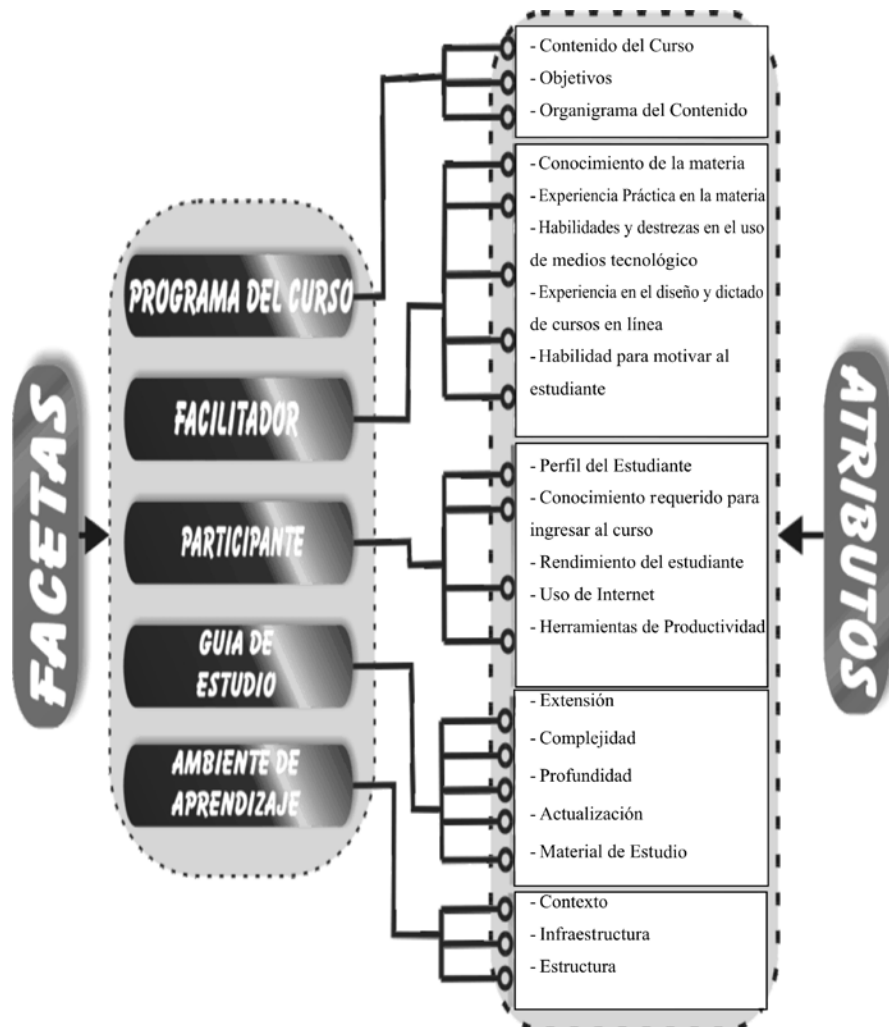 FACETAS
PROGRAMA DEL CURSO
FACILITADOR
PARTICIPANTE
GUIA DE
ESTUDIO
AMBIENTE DE
APRENDIZAJE
- Contenido del Curso
- Objetivos
- Organigrama del Contenido
- Conocimiento de la materia
- Experiencia Práctica en la materia
- Habilidades y destrezas en el uso
de medios tecnológico
- Experiencia en el diseño y dictado
de cursos en línea
- Habilidad para motivar al
estudiante
- Perfil del Estudiante
- Conocimiento requerido para
ingresar al curso
- Rendimiento del estudiante
- Uso de Internet
- Herramientas de Productividad
- Extensión
- Complejidad
- Profundidad
- Actualización
- Material de Estudio
- Contexto
- Infraestructura
- Estructura
ATRIBUTOS